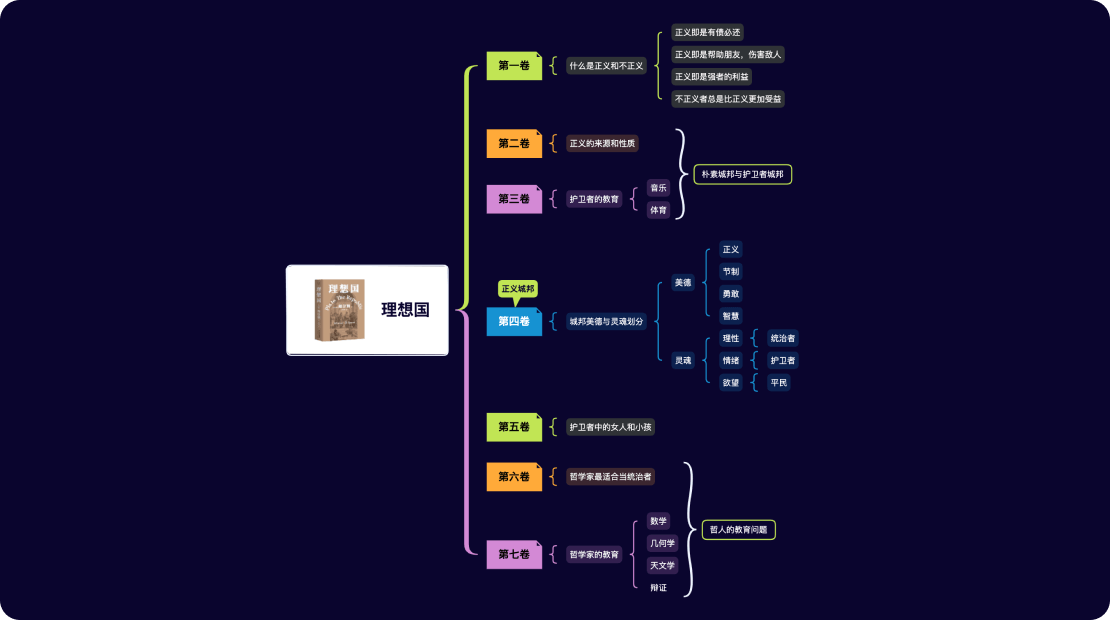 理想国
理想国
第一卷
什么是正义和不正义
正义即是有债必还
正义即是帮助朋友，伤害敌人
正义即是强者的利益
不正义者总是比正义更加受益
第二卷
正义的来源和性质
第三卷
护卫者的教育
音乐
体育
朴素城邦与护卫者城邦
正义城邦
第四卷
城邦美德与灵魂划分
美德
正义
节制
勇敢
智慧
灵魂
理性
统治者
情绪
护卫者
欲望
平民
第五卷
护卫者中的女人和小孩
第六卷
哲学家最适合当统治者
第七卷
哲学家的教育
数学
几何学
天文学
辩证
哲人的教育问题